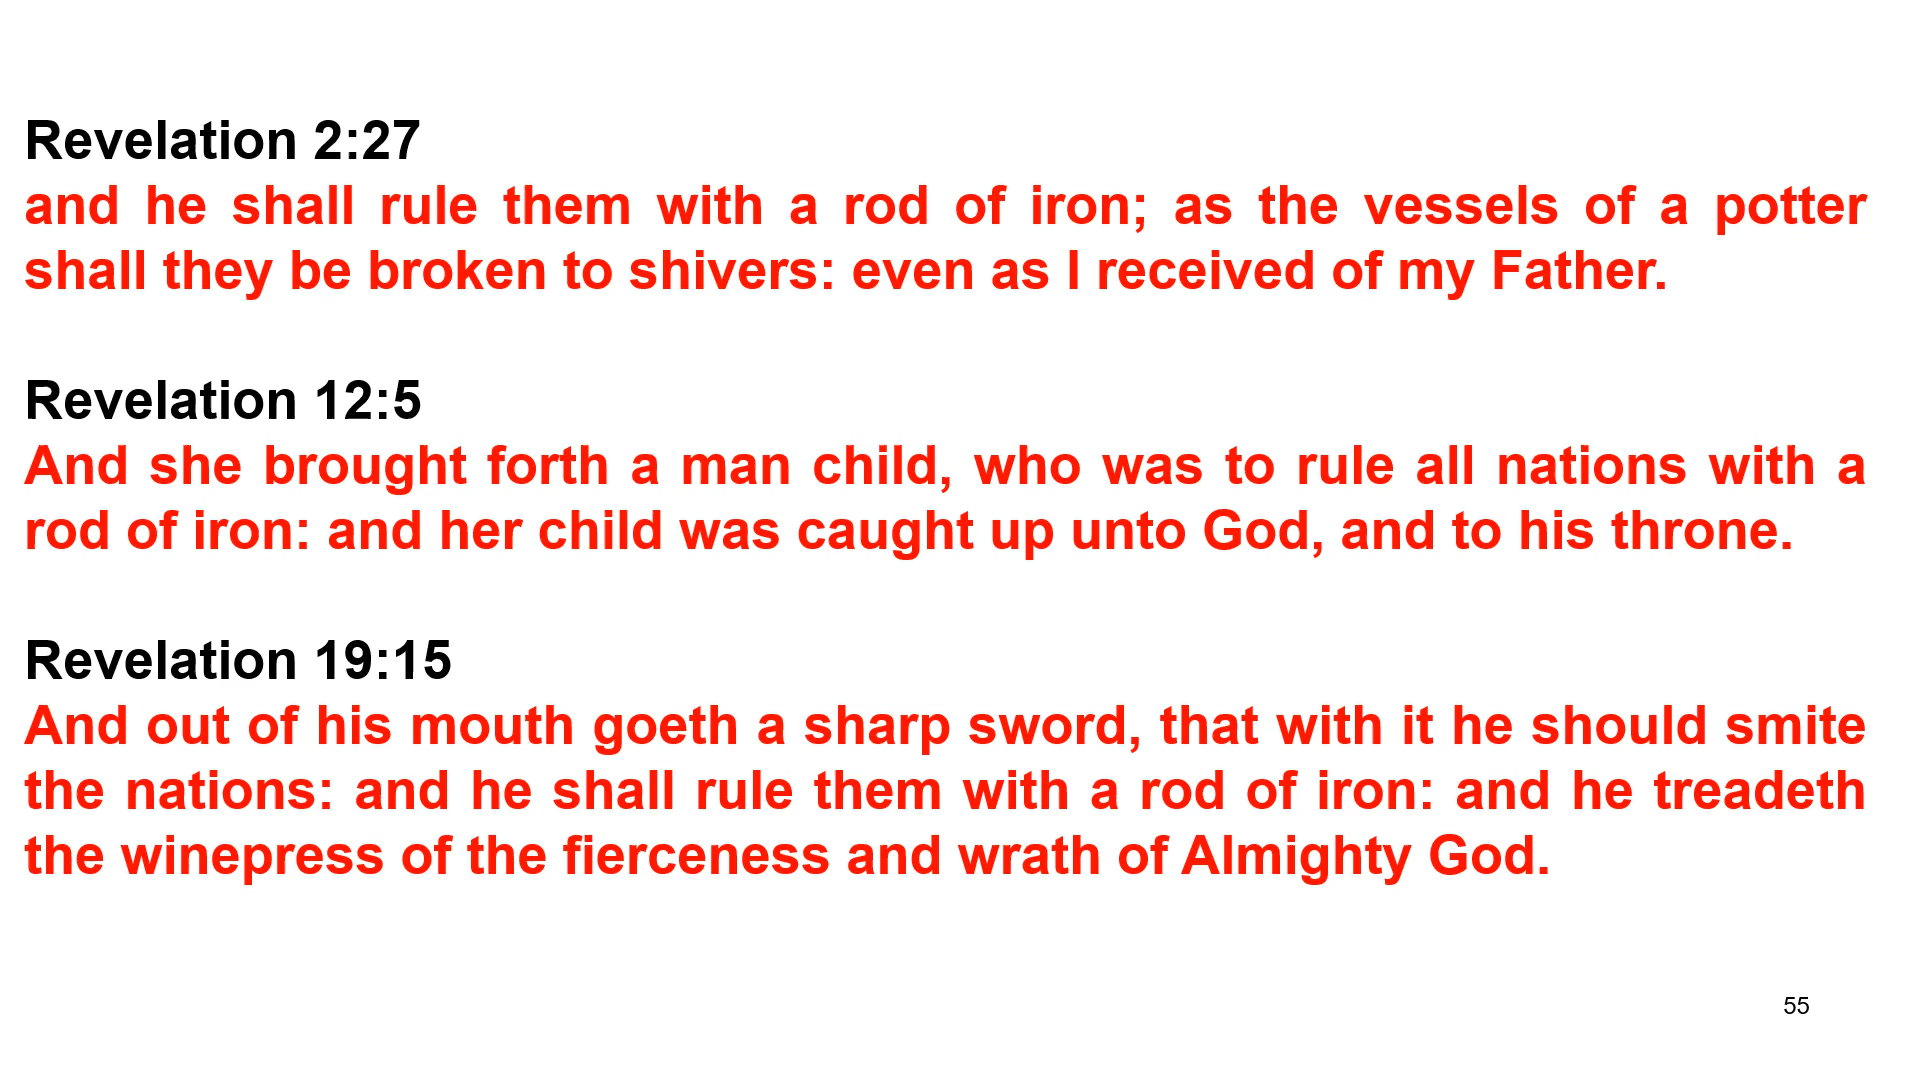 Revelation 2:27
and he shall rule them with a rod of iron; as the vessels of a potter
shall they be broken to shivers: even as I received of my Father.
Revelation 12:5
And she brought forth a man child, who was to rule all nations with a
rod of iron: and her child was caught up unto God, and to his throne.
Revelation 19:15
And out of his mouth goeth a sharp sword, that with it he should smite
the nations: and he shall rule them with a rod of iron: and he treadeth
the winepress of the fierceness and wrath of Almighty God.
55